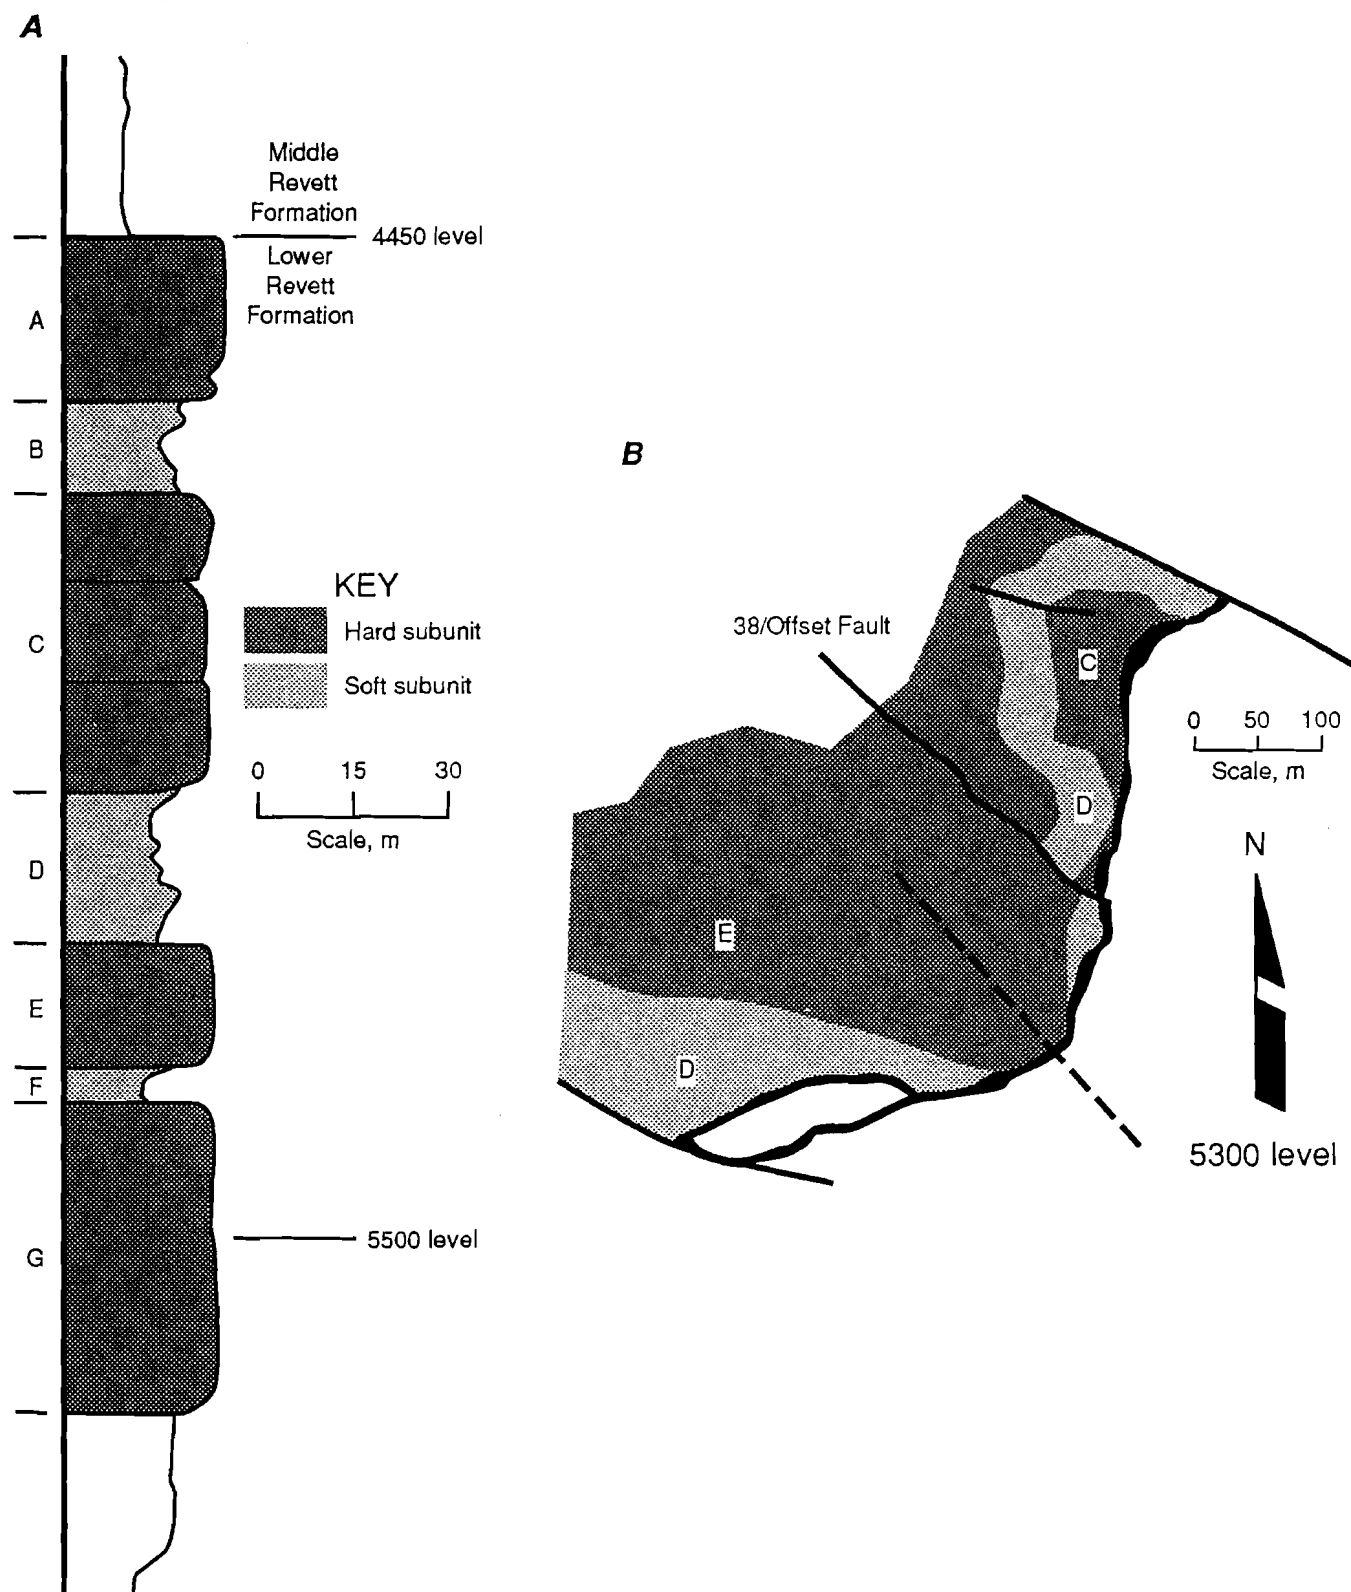 A
Middle
Revett
Formation
4450 level
Lower
Revett
Formation
A
B
C
D
E
F
G
KEY
Hard subunit
Soft subunit
0 15 30
Scale, m
5500 level
B
38/Offset Fault
C
D
E
D
0 50 100
Scale, m
N
5300 level